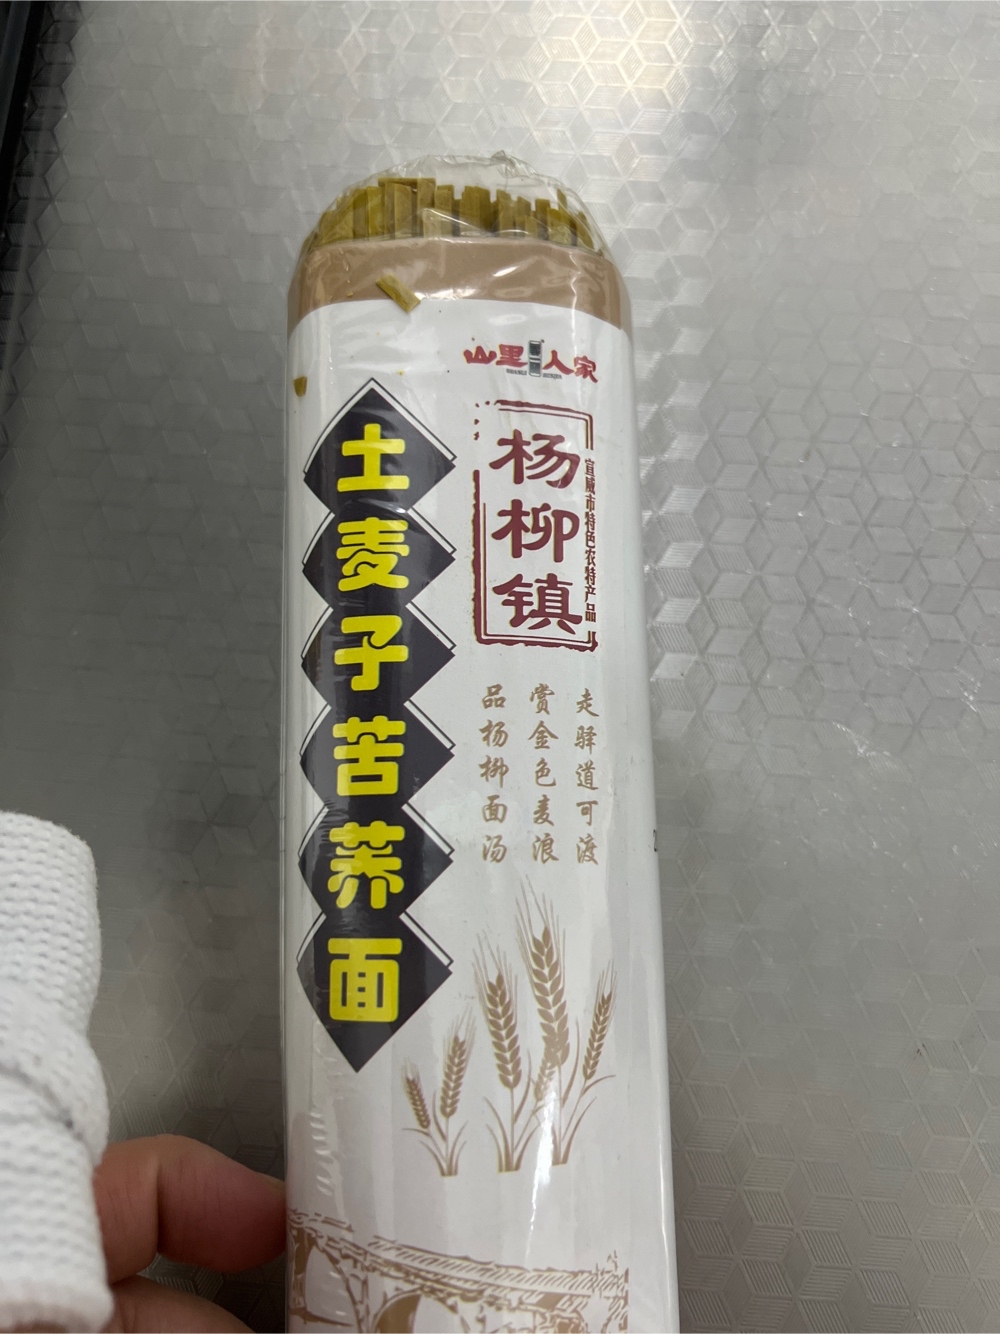 山里人家
土麦子苦荞面
杨柳镇
宣威市特色农特产品
走驿道可渡
赏金色麦浪
品杨柳面汤